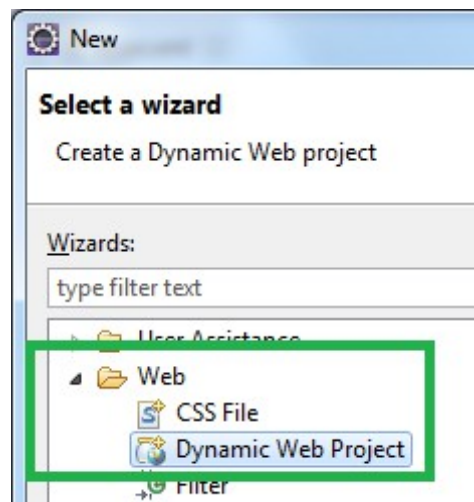 New
Select a wizard
Create a Dynamic Web project
Wizards:
type filter text
User Assistance
Web
CSS File
Dynamic Web Project
Filter